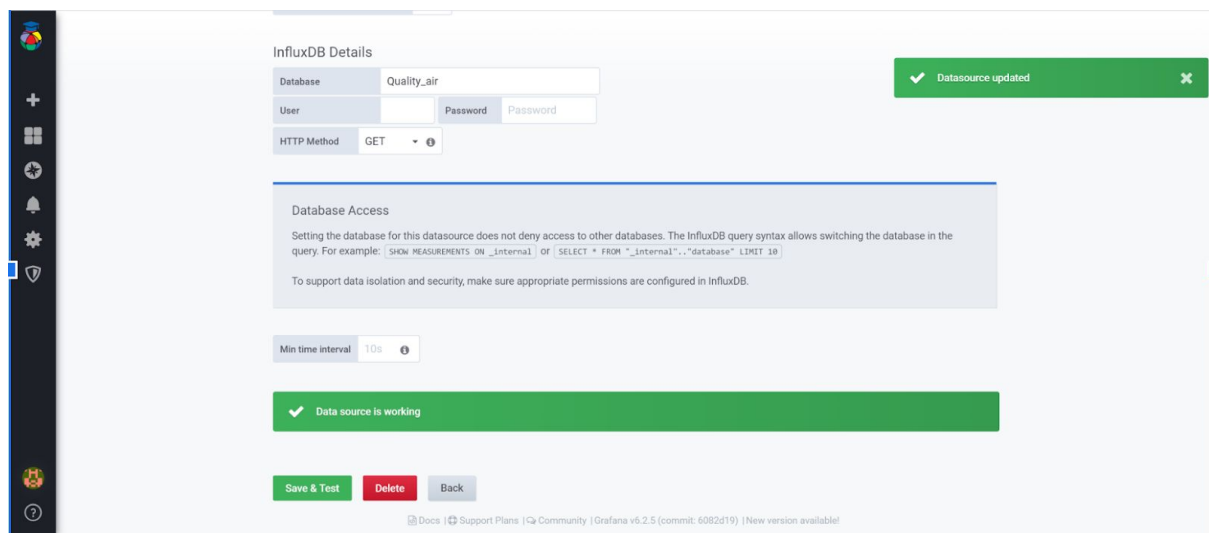 InfluxDB Details
Database Quality_air
Datasource updated
User Password Password
HTTP Method GET
Database Access
Setting the database for this datasource does not deny access to other databases. The InfluxDB query syntax allows switching the database in the
query. For example: SHOW MEASUREMENTS ON _internal or SELECT * FROM "_internal".."database" LIMIT 10
To support data isolation and security, make sure appropriate permissions are configured in InfluxDB.
Min time interval 10s
Data source is working
Save & Test Delete Back
Docs | Support Plans | Community | Grafana v6.2.5 (commit: 6082d19) | New version available!